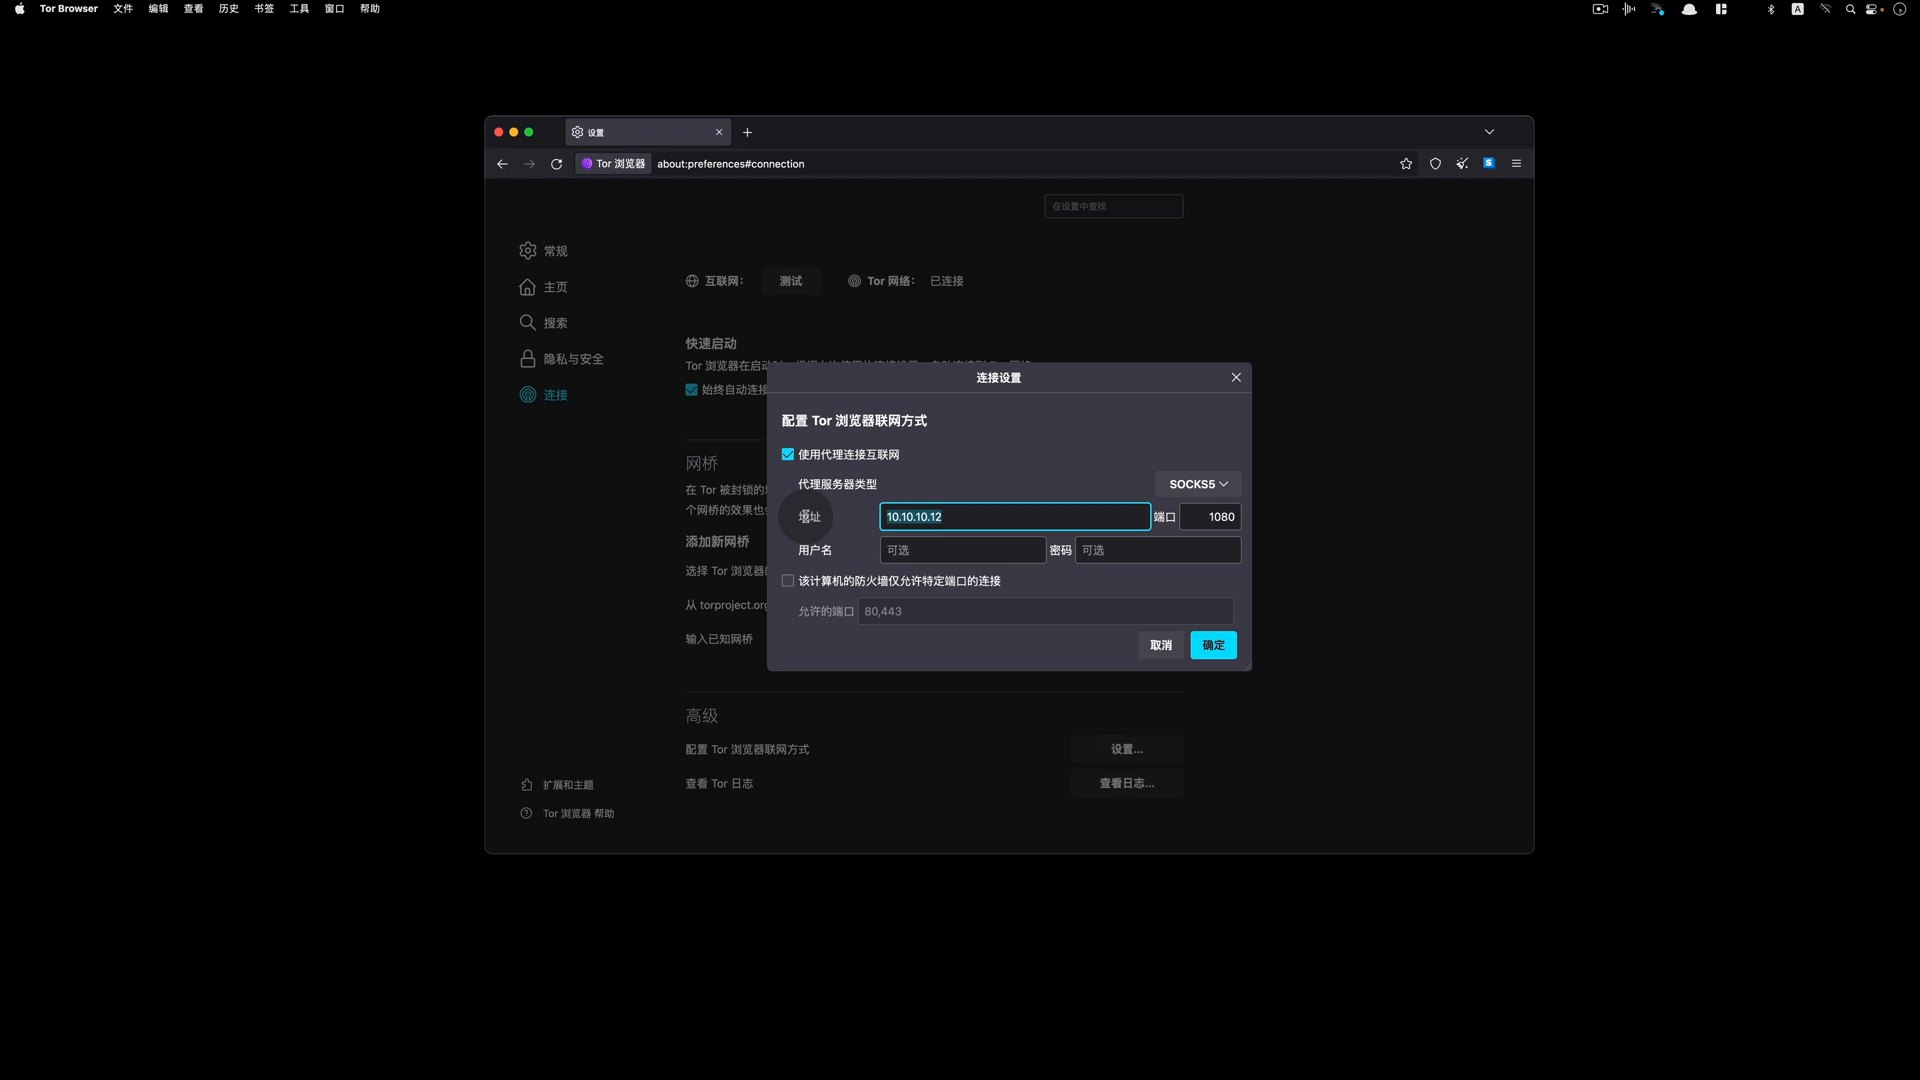 Tor Browser 文件 编辑 查看 历史 书签 工具 窗口 帮助
A
设置
Tor 浏览器 about:preferences#connection
S
在设置中查找
常规
主页
搜索
隐私与安全
连接
扩展和主题
Tor 浏览器 帮助
互联网: 测试 Tor 网络: 已连接
快速启动
Tor 浏览器在启动
始终自动连接
网桥
在 Tor 被封锁的
个网桥的效果也
添加新网桥
选择 Tor 浏览器
从 torproject.org
输入已知网桥
连接设置
配置 Tor 浏览器联网方式
使用代理连接互联网
代理服务器类型 SOCKS5
地址 10.10.10.12 端口 1080
用户名 可选 密码 可选
该计算机的防火墙仅允许特定端口的连接
允许的端口 80,443
取消 确定
高级
配置 Tor 浏览器联网方式 设置...
查看 Tor 日志 查看日志...